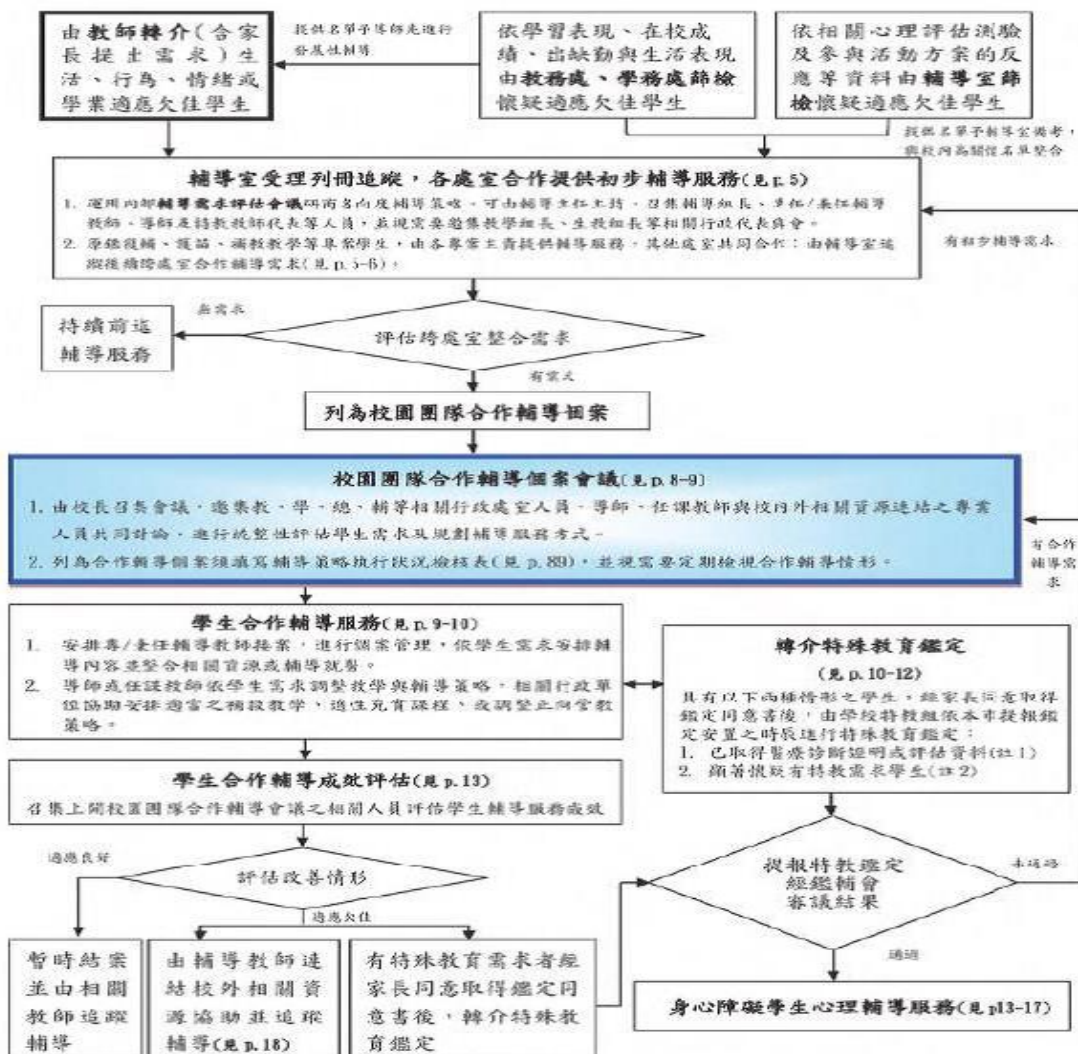 由教師轉介(含家
長提出需求)生
活、行為、情緒或
學業適應欠佳學生
提供名單予導師先進行
發展性輔導
依學習表現、在校成
績、出缺勤與生活表現
由教務處、學務處篩檢
懷疑適應欠佳學生
依相關心理評估測驗
及參與活動方案的反
應等資料由輔導室篩
檢懷疑適應欠佳學生
提供名單予輔導室備考,
與校內高關懷名單整合
輔導室受理列冊追蹤,各處室合作提供初步輔導服務(見p.5)
1. 運用內部輔導需求評估會議研商多向度輔導策略。可由輔導主任主持,召集輔導組長、專任/兼任輔導
教師、導師及特教教師代表等人員,並視需要邀集教學組長、生教組長等相關行政代表與會。
2. 原鑑復輔、護苗、補救教學等專案學生,由各專業主責提供輔導服務,其他處室共同合作;由輔導室追
蹤後續跨處室合作輔導需求(見p.5-6)。
有初步輔導需求
無需求
持續前述
輔導服務
評估跨處室整合需求
有需求
列為校園團隊合作輔導個案
校園團隊合作輔導個案會議(見p.8-9)
1. 由校長召集會議,邀集教、學、總、輔等相關行政處室人員、導師、任課教師與校內外相關資源連結之專業
人員共同討論,進行統整性評估學生需求及規劃輔導服務方式。
2. 列為合作輔導個案須填寫輔導策略執行狀況檢核表(見p.89),並視需要定期檢視合作輔導情形。
有合作
輔導需
求
學生合作輔導服務(見p.9-10)
1. 安排專/兼任輔導教師接案,進行個案管理,依學生需求安排輔
導內容並整合相關資源或輔導就醫。
2. 導師或任課教師依學生需求調整教學與輔導策略,相關行政單
位協助安排適當之補救教學、適性充實課程、或調整正向管教
策略。
轉介特殊教育鑑定
(見p.10-12)
具有以下兩種情形之學生,經家長同意取得
鑑定同意書後,由學校特教組依本市提報鑑
定安置之時辰進行特殊教育鑑定:
1. 已取得醫療診斷證明或評估資料(註1)
2. 顯著懷疑有特教需求學生(註2)
學生合作輔導成效評估(見p.13)
召集上開校園團隊合作輔導會議之相關人員評估學生輔導服務成效
適應良好
評估改善情形
適應欠佳
提報特教鑑定
經鑑輔會
審議結果
未通過
通過
暫時結案
並由相關
教師追蹤
輔導
由輔導教師連
結校外相關資
源協助並追蹤
輔導(見p.18)
有特殊教育需求者經
家長同意取得鑑定同
意書後,轉介特殊教
育鑑定
身心障礙學生心理輔導服務(見p13-17)